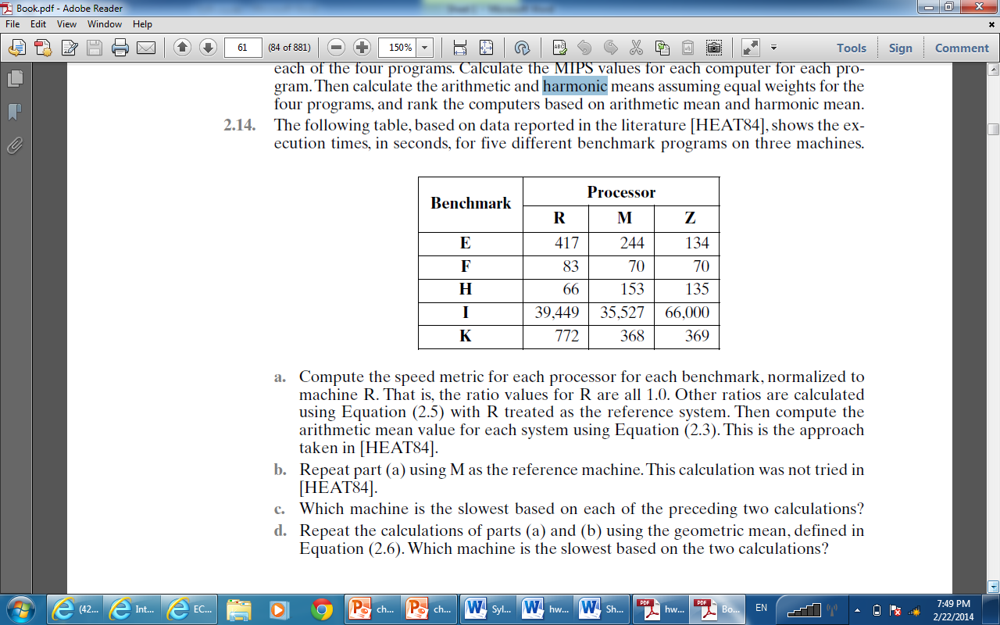 Book.pdf - Adobe Reader
File Edit View Window Help
61 (84 of 881) 150% Tools Sign Comment
each of the four programs. Calculate the MIPS values for each computer for each pro-
gram. Then calculate the arithmetic and harmonic means assuming equal weights for the
four programs, and rank the computers based on arithmetic mean and harmonic mean.
2.14. The following table, based on data reported in the literature [HEAT84], shows the ex-
ecution times, in seconds, for five different benchmark programs on three machines.
Benchmark Processor
R M Z
E 417 244 134
F 83 70 70
H 66 153 135
I 39,449 35,527 66,000
K 772 368 369
a. Compute the speed metric for each processor for each benchmark, normalized to
machine R. That is, the ratio values for R are all 1.0. Other ratios are calculated
using Equation (2.5) with R treated as the reference system. Then compute the
arithmetic mean value for each system using Equation (2.3). This is the approach
taken in [HEAT84].
b. Repeat part (a) using M as the reference machine. This calculation was not tried in
[HEAT84].
c. Which machine is the slowest based on each of the preceding two calculations?
d. Repeat the calculations of parts (a) and (b) using the geometric mean, defined in
Equation (2.6). Which machine is the slowest based on the two calculations?
(42... Int... EC... ch... ch... Syl... hw... Sh... hw... Bo... EN 7:49 PM
2/22/2014